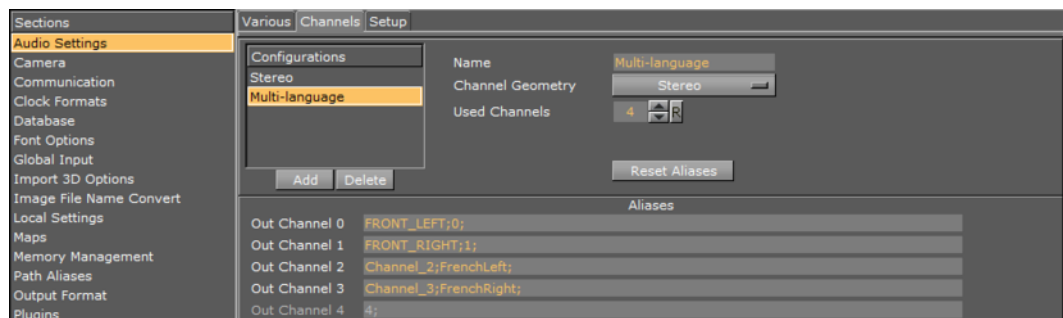 Sections
Audio Settings
Camera
Communication
Clock Formats
Database
Font Options
Global Input
Import 3D Options
Image File Name Convert
Local Settings
Maps
Memory Management
Path Aliases
Output Format
Plugins
Various Channels Setup
Configurations
Stereo
Multi-language
Add Delete
Name Multi-language
Channel Geometry Stereo
Used Channels 4 R
Reset Aliases
Aliases
Out Channel 0 FRONT_LEFT;0;
Out Channel 1 FRONT_RIGHT;1;
Out Channel 2 Channel_2;FrenchLeft;
Out Channel 3 Channel_3;FrenchRight;
Out Channel 4 4;